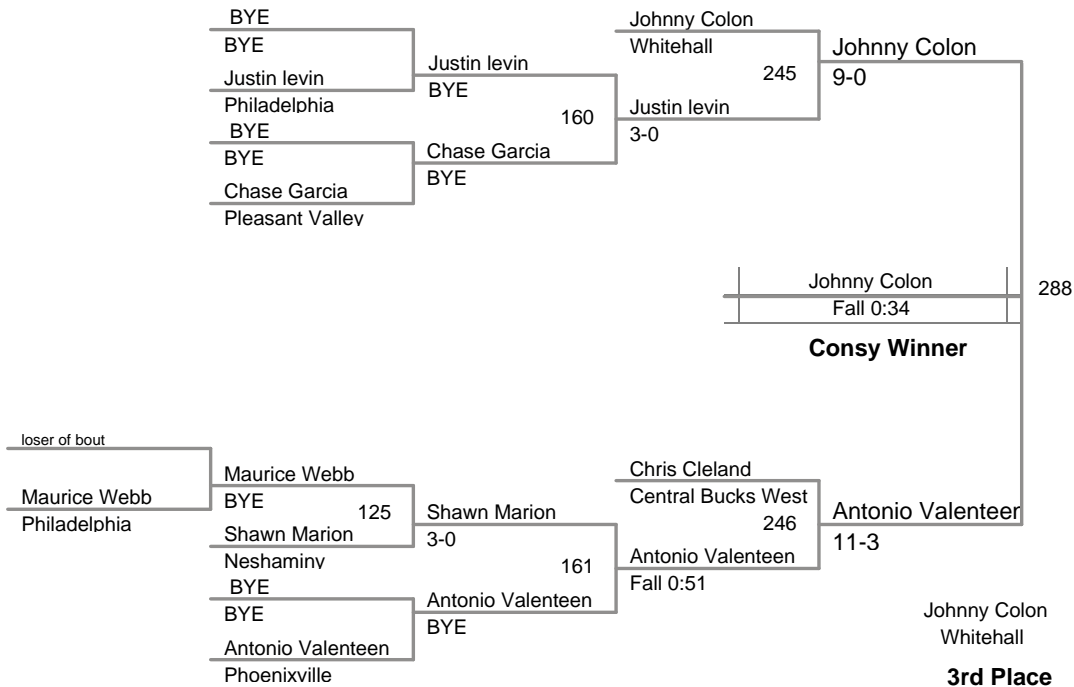 BYE
BYE
Justin levin
Philadelphia
BYE
BYE
Chase Garcia
Pleasant Valley
Justin levin
BYE
160
Chase Garcia
BYE
Johnny Colon
Whitehall
245
Justin levin
3-0
Johnny Colon
9-0
Johnny Colon
Fall 0:34
288
Consy Winner
loser of bout
Maurice Webb
Philadelphia
Maurice Webb
BYE
125
Shawn Marion
Neshaminy
BYE
BYE
Antonio Valenteen
Phoenixville
Shawn Marion
3-0
161
Antonio Valenteen
BYE
Chris Cleland
Central Bucks West
246
Antonio Valenteen
Fall 0:51
Antonio Valenteen
11-3
Johnny Colon
Whitehall
3rd Place